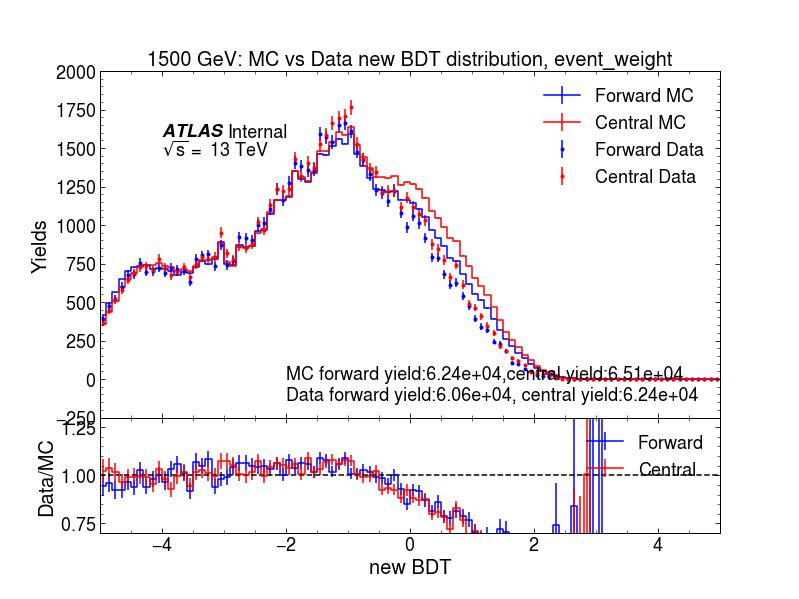 1500 GeV: MC vs Data new BDT distribution, event_weight
2000
1750
1500
1250
1000
750
500
250
0
−250
Yields
ATLAS Internal
√s = 13 TeV
Forward MC
Central MC
Forward Data
Central Data
MC forward yield:6.24e+04,central yield:6.51e+04
Data forward yield:6.06e+04, central yield:6.24e+04
1.25
1.00
0.75
Data/MC
Forward
Central
−4 −2 0 2 4
new BDT